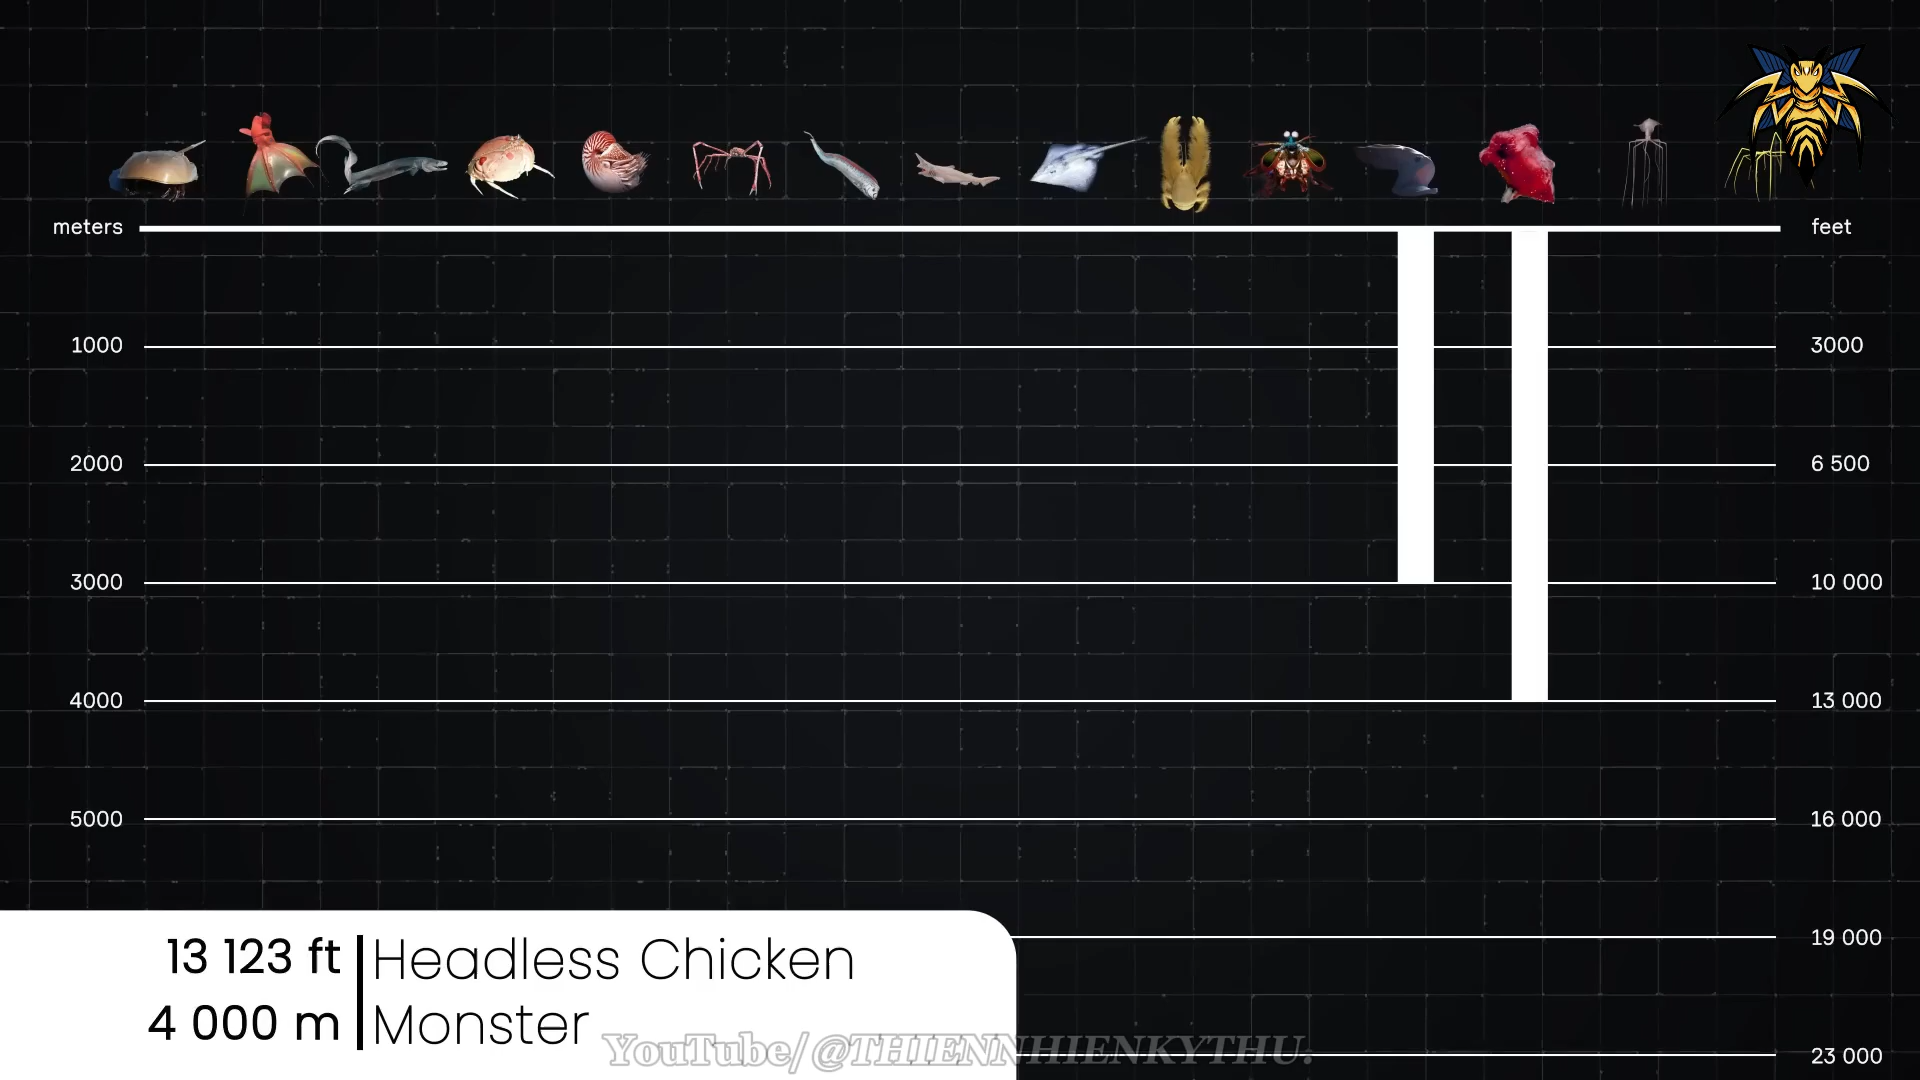 meters
feet
1000
3000
2000
6 500
3000
10 000
4000
13 000
5000
16 000
19 000
23 000
13 123 ft
4 000 m
Headless Chicken
Monster
YouTube/@THIENNHIENKYTHU.